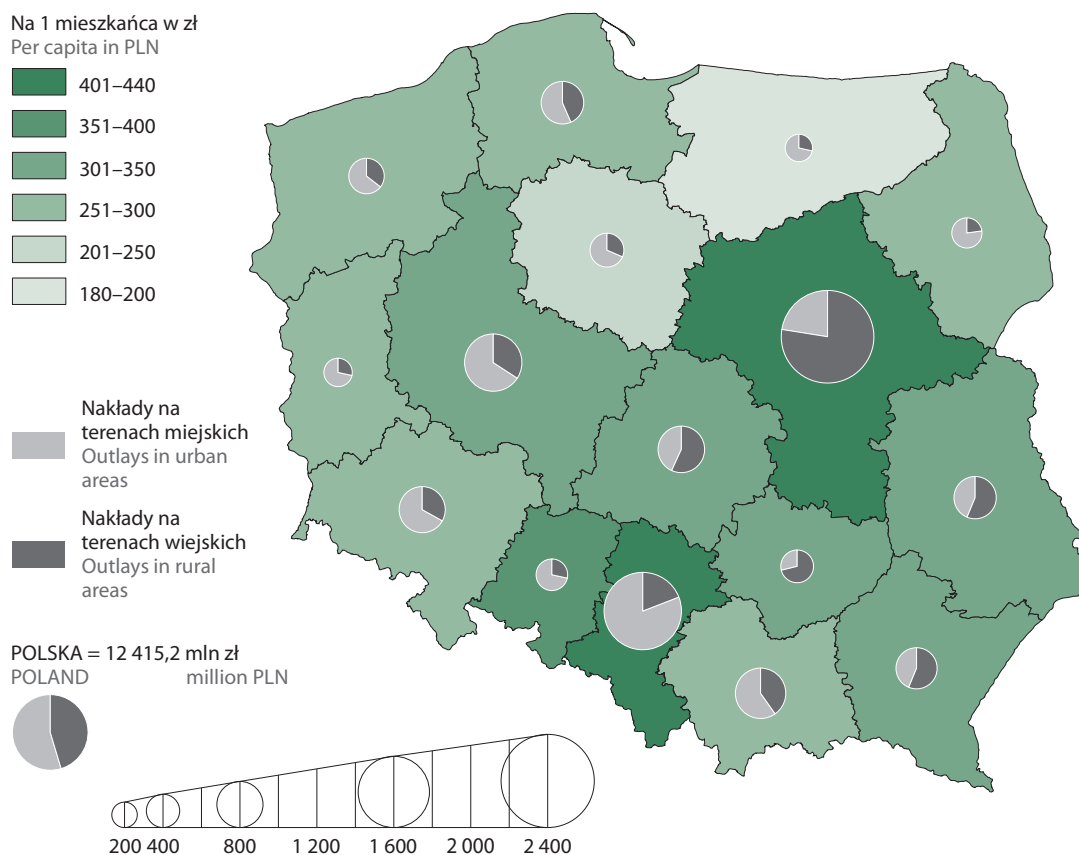 Na 1 mieszkańca w zł
Per capita in PLN
401–440
351–400
301–350
251–300
201–250
180–200
Nakłady na
terenach miejskich
Outlays in urban
areas
Nakłady na
terenach wiejskich
Outlays in rural
areas
POLSKA = 12 415,2 mln zł
POLAND million PLN
200 400 800 1 200 1 600 2 000 2 400